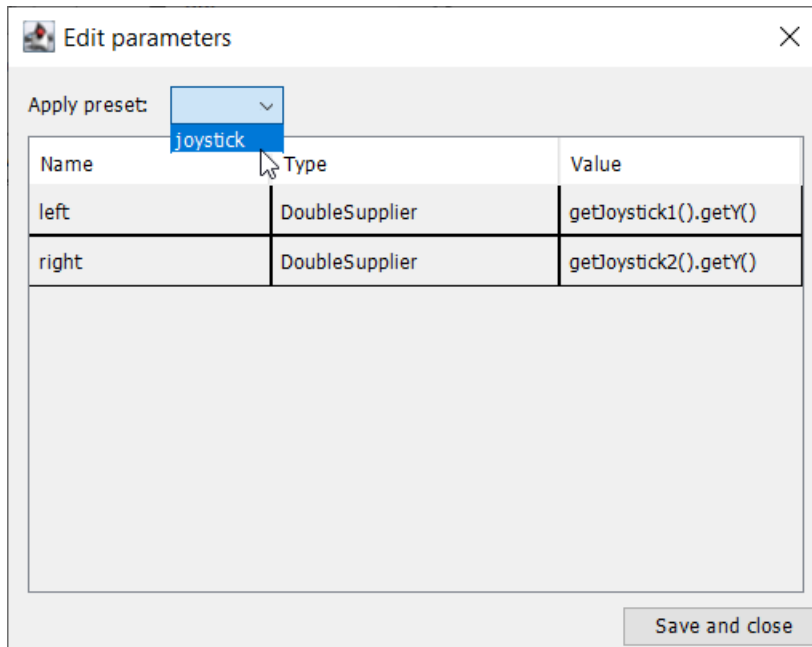 Edit parameters
Apply preset:
joystick
Name Type Value
left DoubleSupplier getJoystick1().getY()
right DoubleSupplier getJoystick2().getY()
Save and close